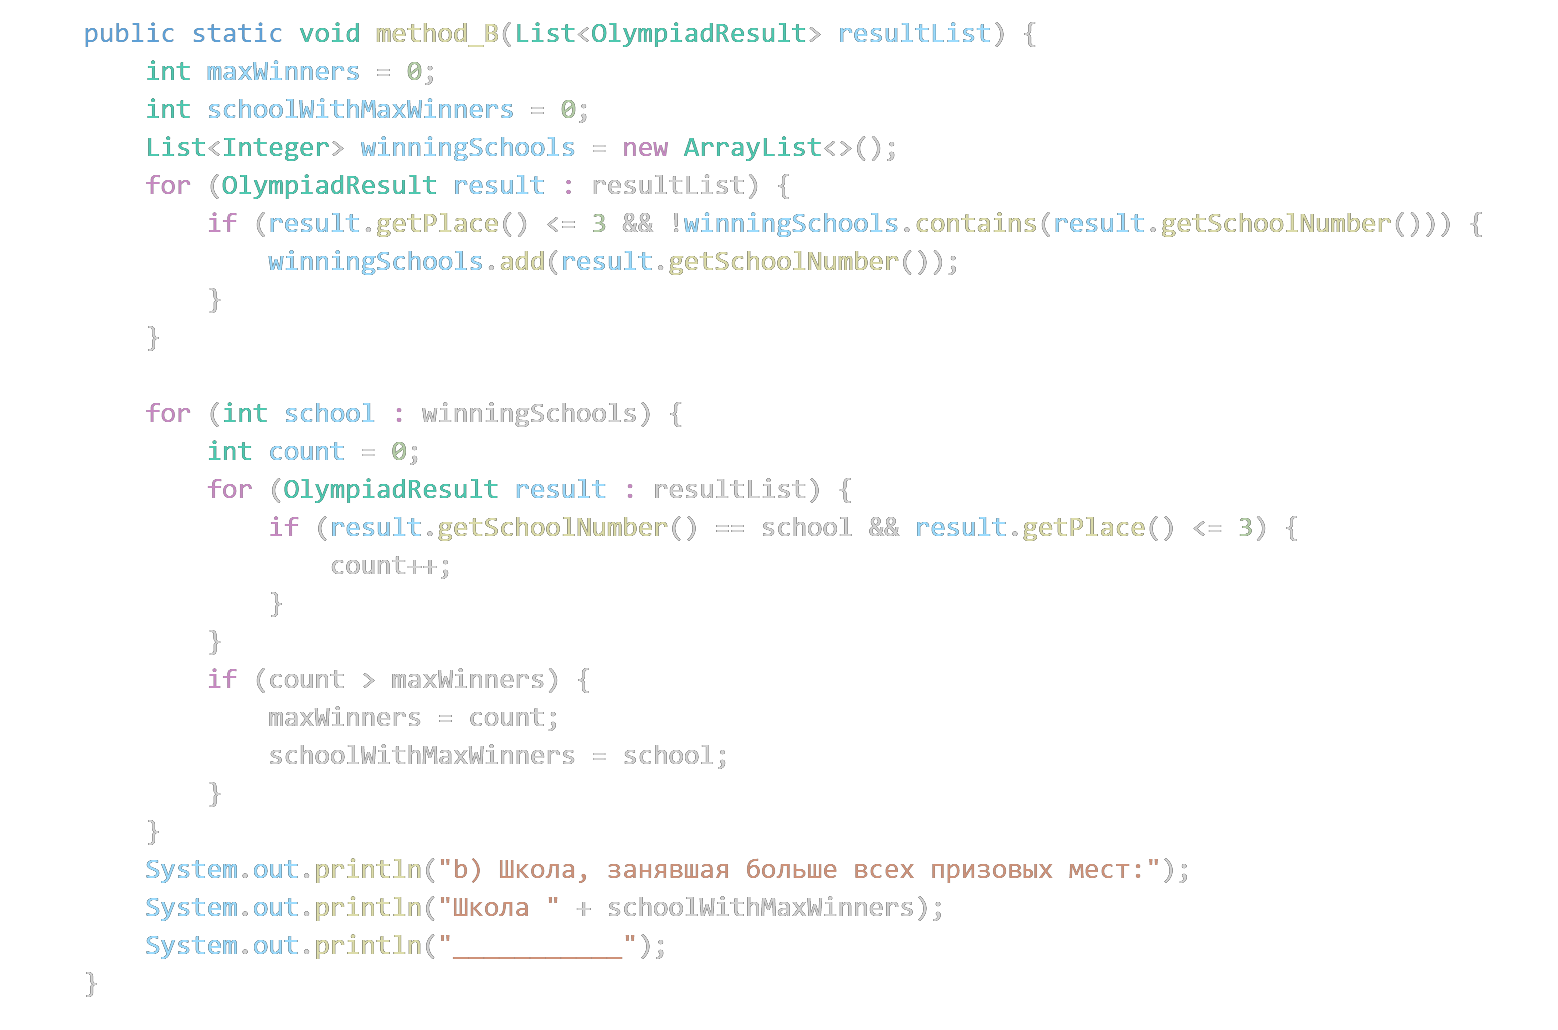 public static void method_B(List<OlympiadResult> resultList) {
    int maxWinners = 0;
    int schoolWithMaxWinners = 0;
    List<Integer> winningSchools = new ArrayList<>();
    for (OlympiadResult result : resultList) {
        if (result.getPlace() <= 3 && !winningSchools.contains(result.getSchoolNumber())) {
            winningSchools.add(result.getSchoolNumber());
        }
    }

    for (int school : winningSchools) {
        int count = 0;
        for (OlympiadResult result : resultList) {
            if (result.getSchoolNumber() == school && result.getPlace() <= 3) {
                count++;
            }
        }
        if (count > maxWinners) {
            maxWinners = count;
            schoolWithMaxWinners = school;
        }
    }
    System.out.println("b) Школа, занявшая больше всех призовых мест:");
    System.out.println("Школа " + schoolWithMaxWinners);
    System.out.println("___________");
}